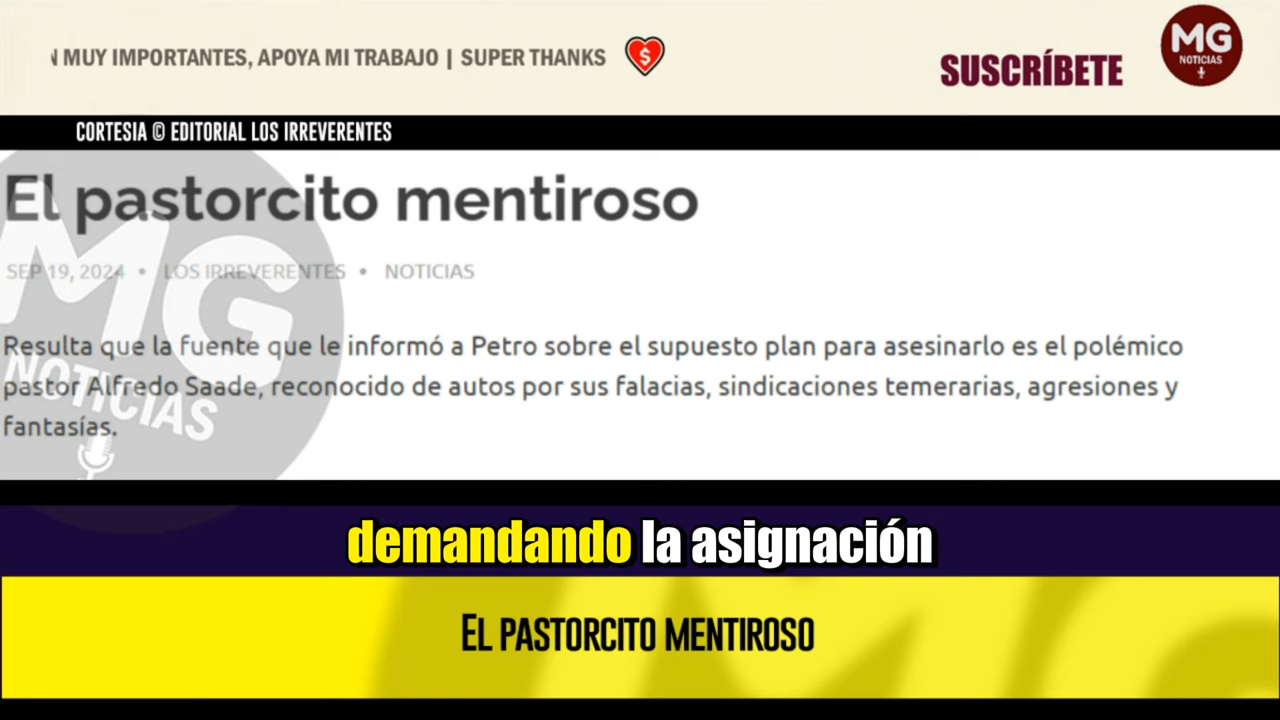 MUY IMPORTANTES, APOYA MI TRABAJO | SUPER THANKS
SUSCRÍBETE
MG
NOTICIAS
CORTESIA © EDITORIAL LOS IRREVERENTES
El pastorcito mentiroso
SEP 19, 2024 • LOS IRREVERENTES • NOTICIAS
Resulta que la fuente que le informó a Petro sobre el supuesto plan para asesinarlo es el polémico
pastor Alfredo Saade, reconocido de autos por sus falacias, sindicaciones temerarias, agresiones y
fantasías.
MG
NOTICIAS
demandando la asignación
EL PASTORCITO MENTIROSO